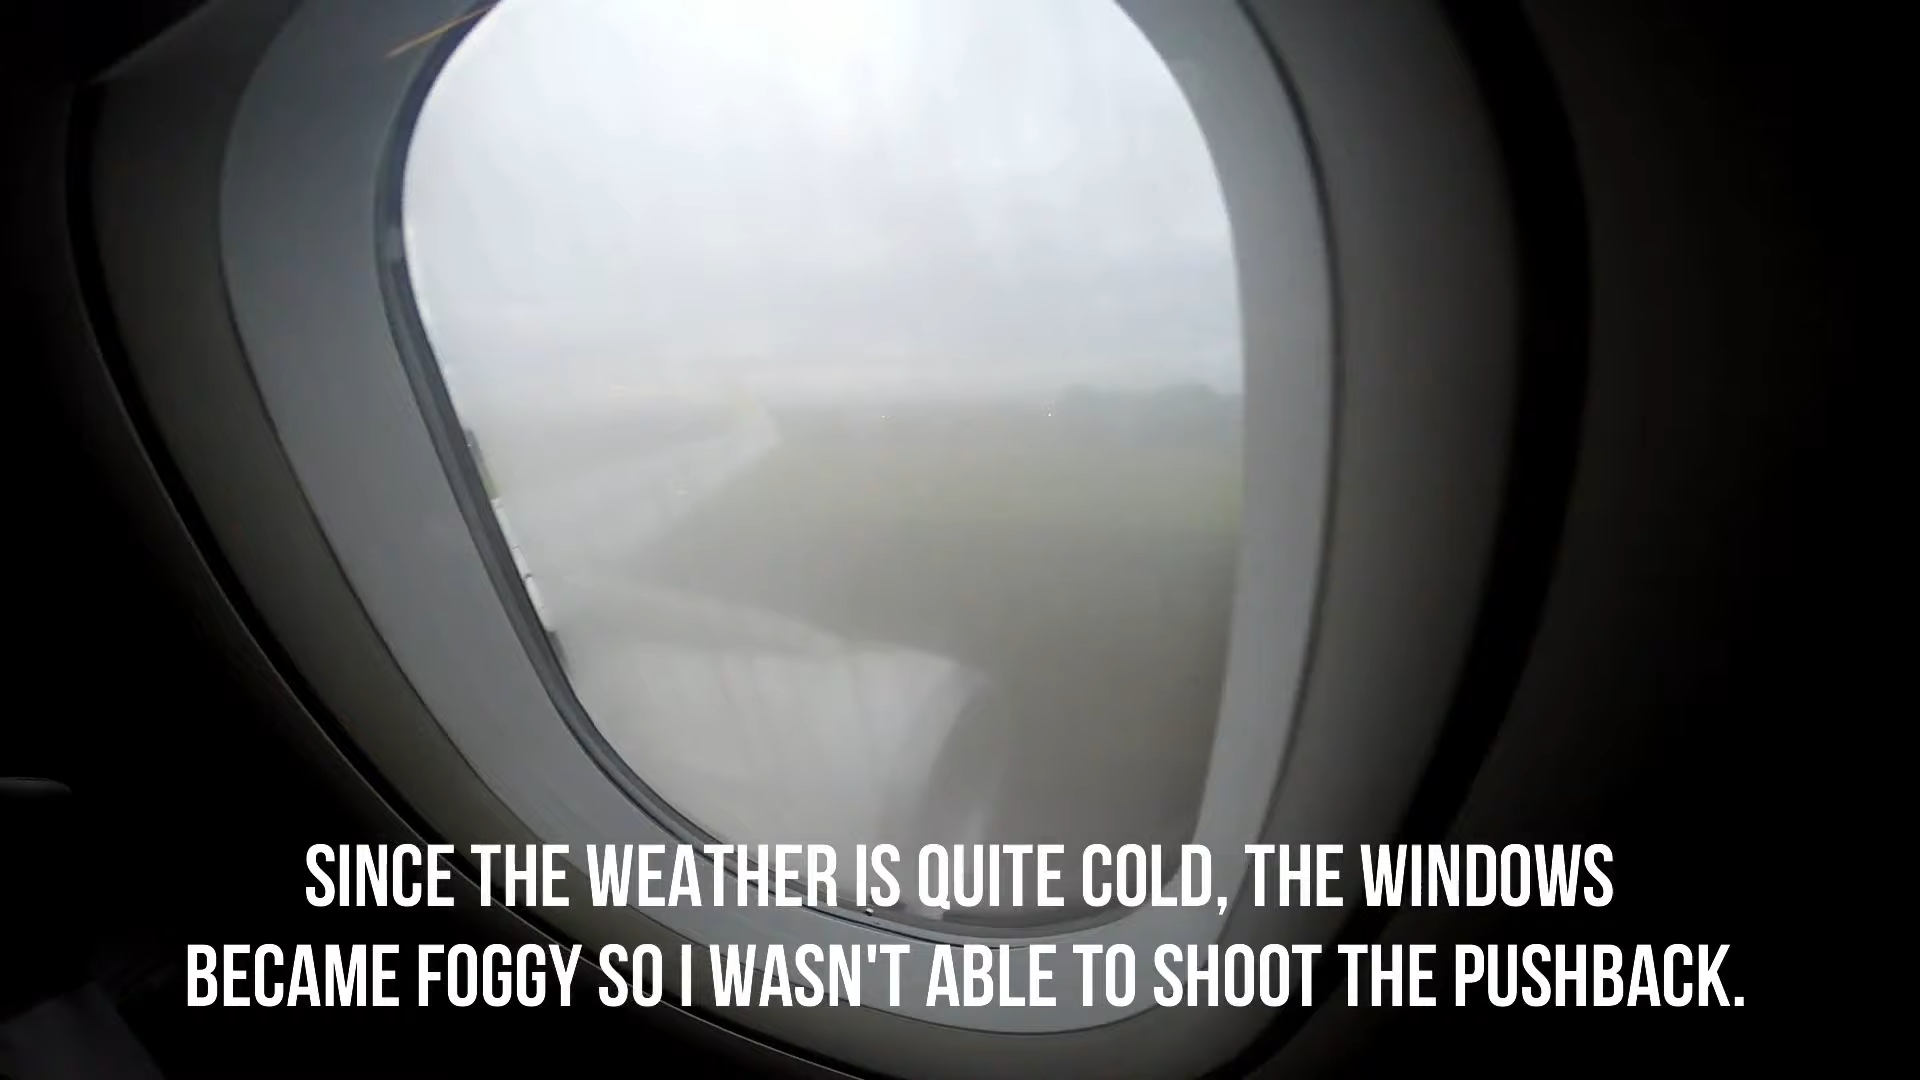 SINCE THE WEATHER IS QUITE COLD, THE WINDOWS
BECAME FOGGY SO I WASN'T ABLE TO SHOOT THE PUSHBACK.